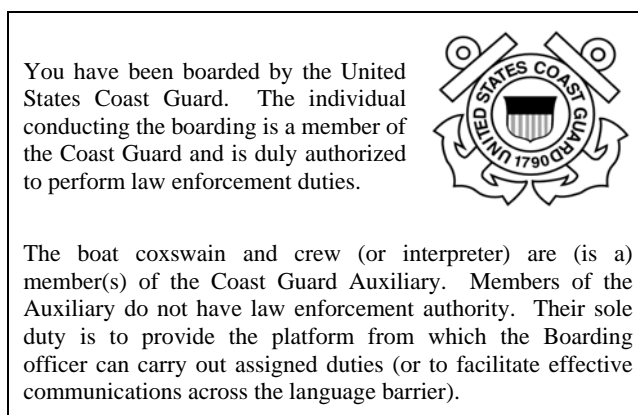 You have been boarded by the United
States Coast Guard. The individual
conducting the boarding is a member of
the Coast Guard and is duly authorized
to perform law enforcement duties.
UNITED STATES COAST GUARD
1790
The boat coxswain and crew (or interpreter) are (is a)
member(s) of the Coast Guard Auxiliary. Members of the
Auxiliary do not have law enforcement authority. Their sole
duty is to provide the platform from which the Boarding
officer can carry out assigned duties (or to facilitate effective
communications across the language barrier).